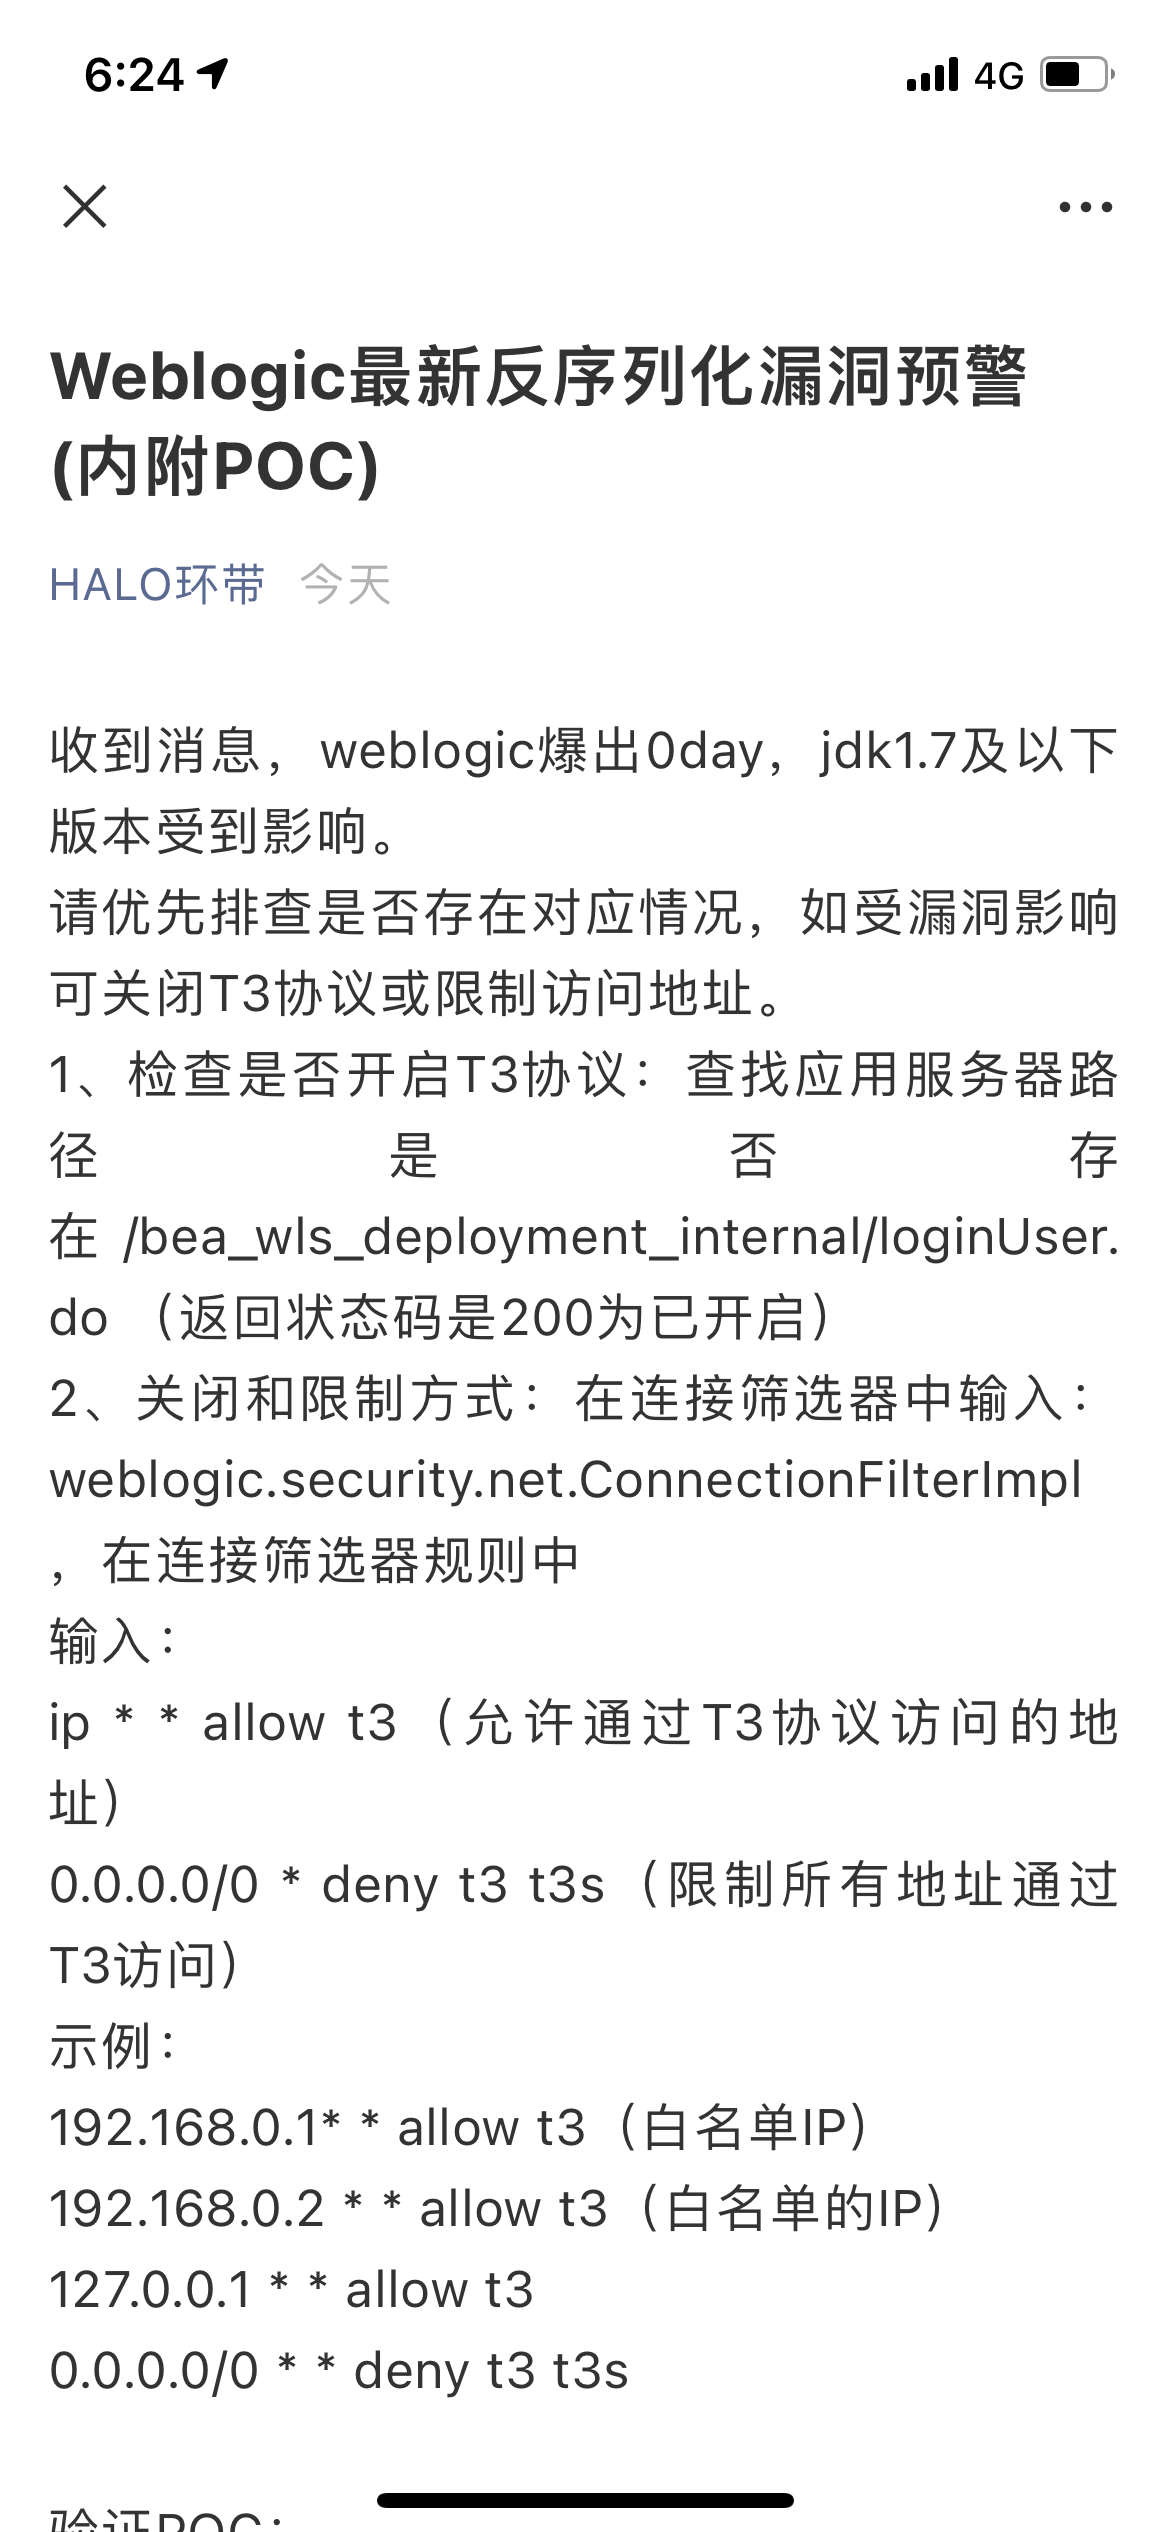 6:24
4G
Weblogic最新反序列化漏洞预警
(内附POC)
HALO环带 今天
收到消息，weblogic爆出0day，jdk1.7及以下
版本受到影响。
请优先排查是否存在对应情况，如受漏洞影响
可关闭T3协议或限制访问地址。
1、检查是否开启T3协议：查找应用服务器路
径是否存
在 /bea_wls_deployment_internal/loginUser.
do （返回状态码是200为已开启）
2、关闭和限制方式：在连接筛选器中输入：
weblogic.security.net.ConnectionFilterImpl
，在连接筛选器规则中
输入：
ip * * allow t3（允许通过T3协议访问的地
址）
0.0.0.0/0 * deny t3 t3s（限制所有地址通过
T3访问）
示例：
192.168.0.1* * allow t3（白名单IP）
192.168.0.2 * * allow t3（白名单的IP）
127.0.0.1 * * allow t3
0.0.0.0/0 * * deny t3 t3s
验证POC：